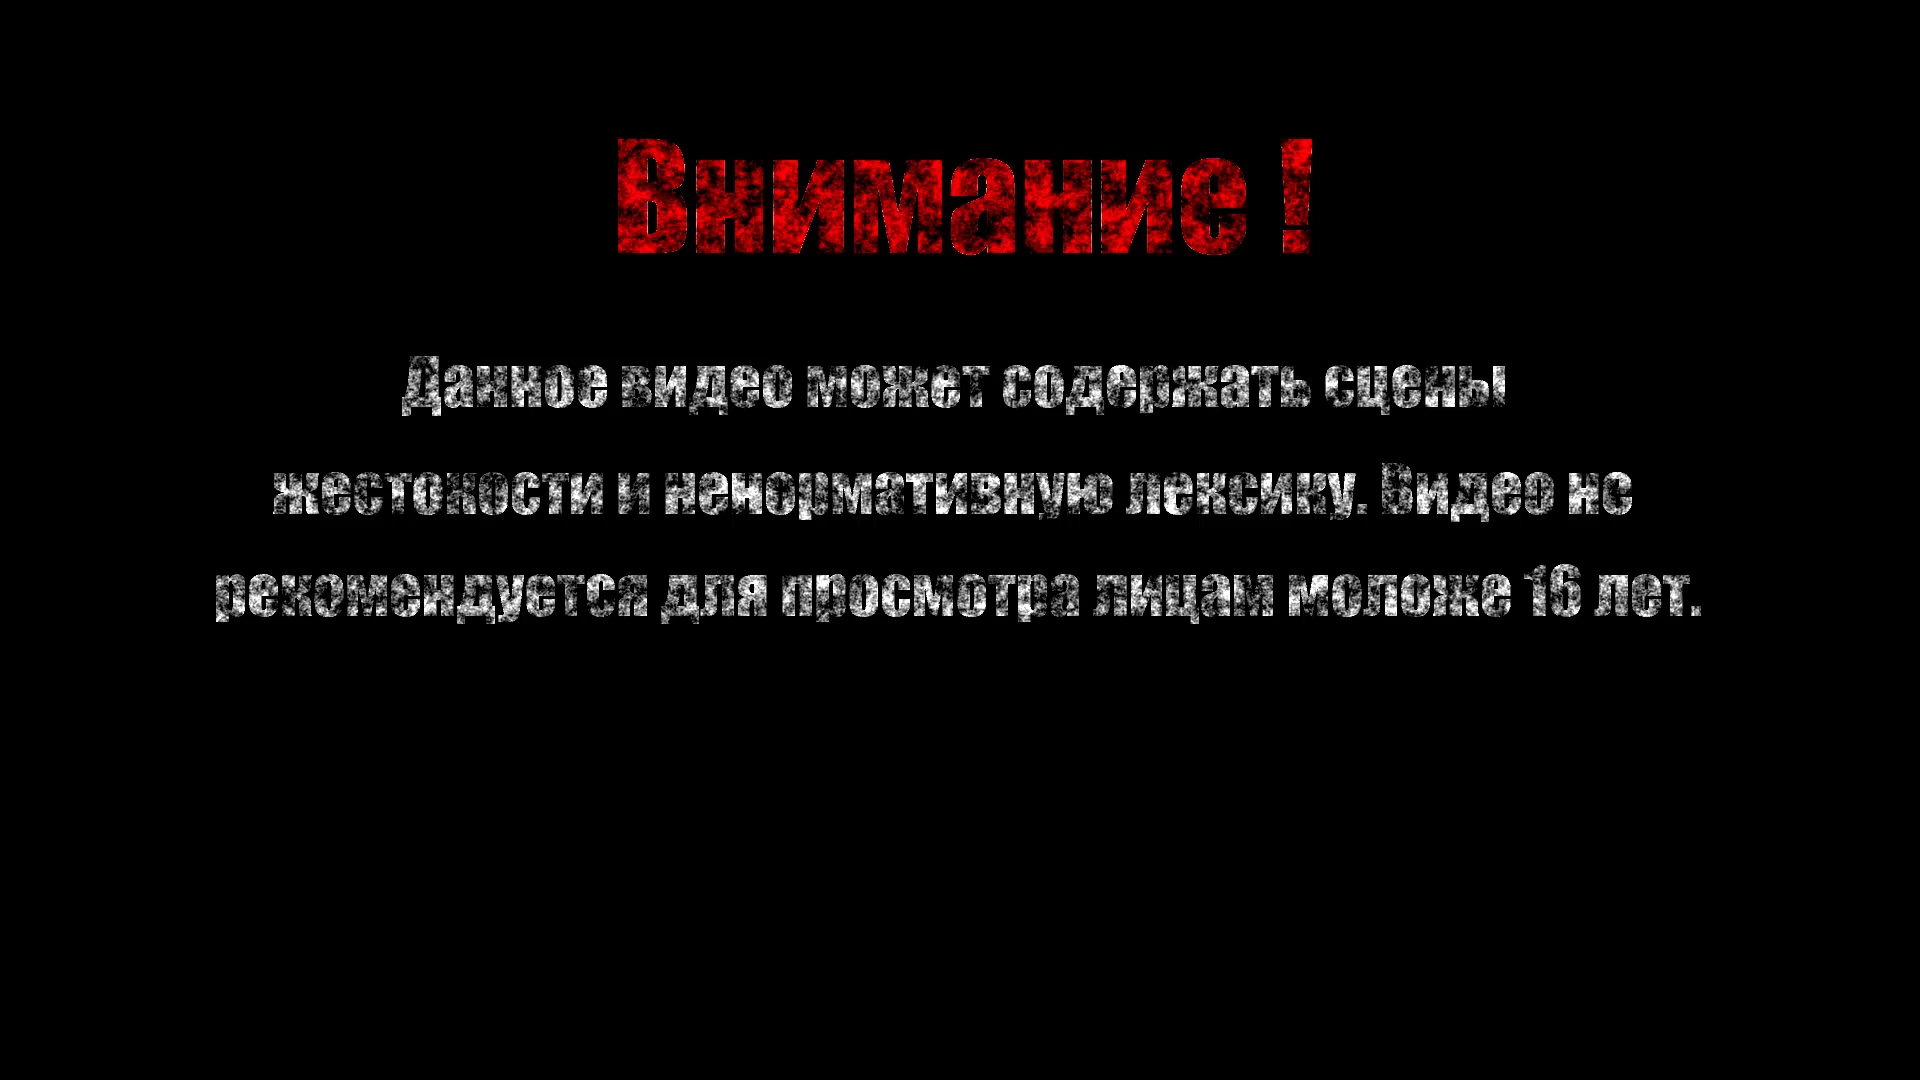 Внимание !
Данное видео может содержать сцены
жестокости и ненормативную лексику. Видео не
рекомендуется для просмотра лицам моложе 16 лет.